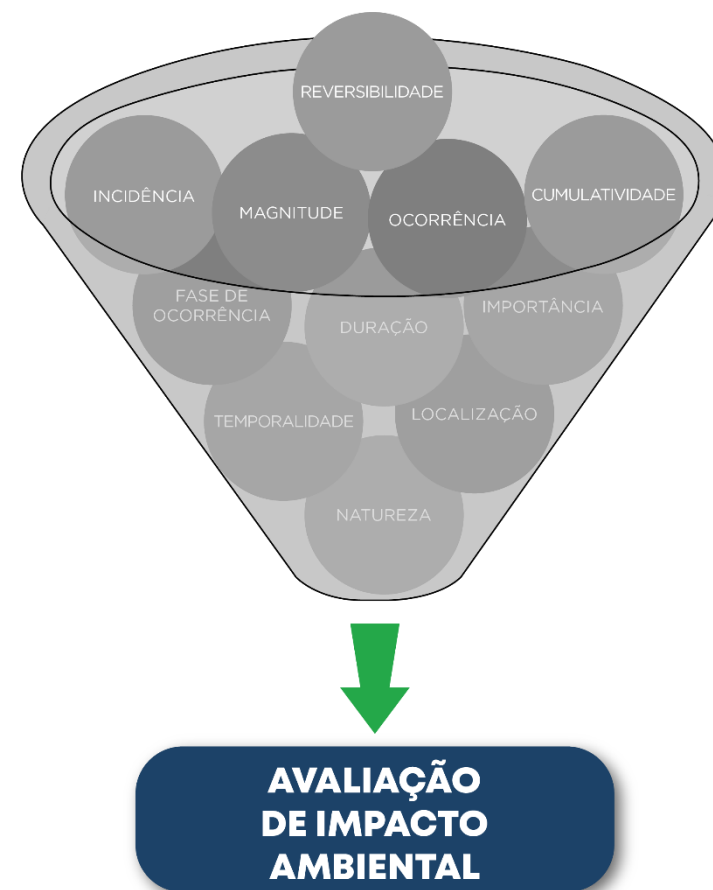 REVERSIBILIDADE
INCIDÊNCIA
MAGNITUDE
OCORRÊNCIA
CUMULATIVIDADE
FASE DE
OCORRÊNCIA
DURAÇÃO
IMPORTÂNCIA
TEMPORALIDADE
LOCALIZAÇÃO
NATUREZA
AVALIAÇÃO
DE IMPACTO
AMBIENTAL